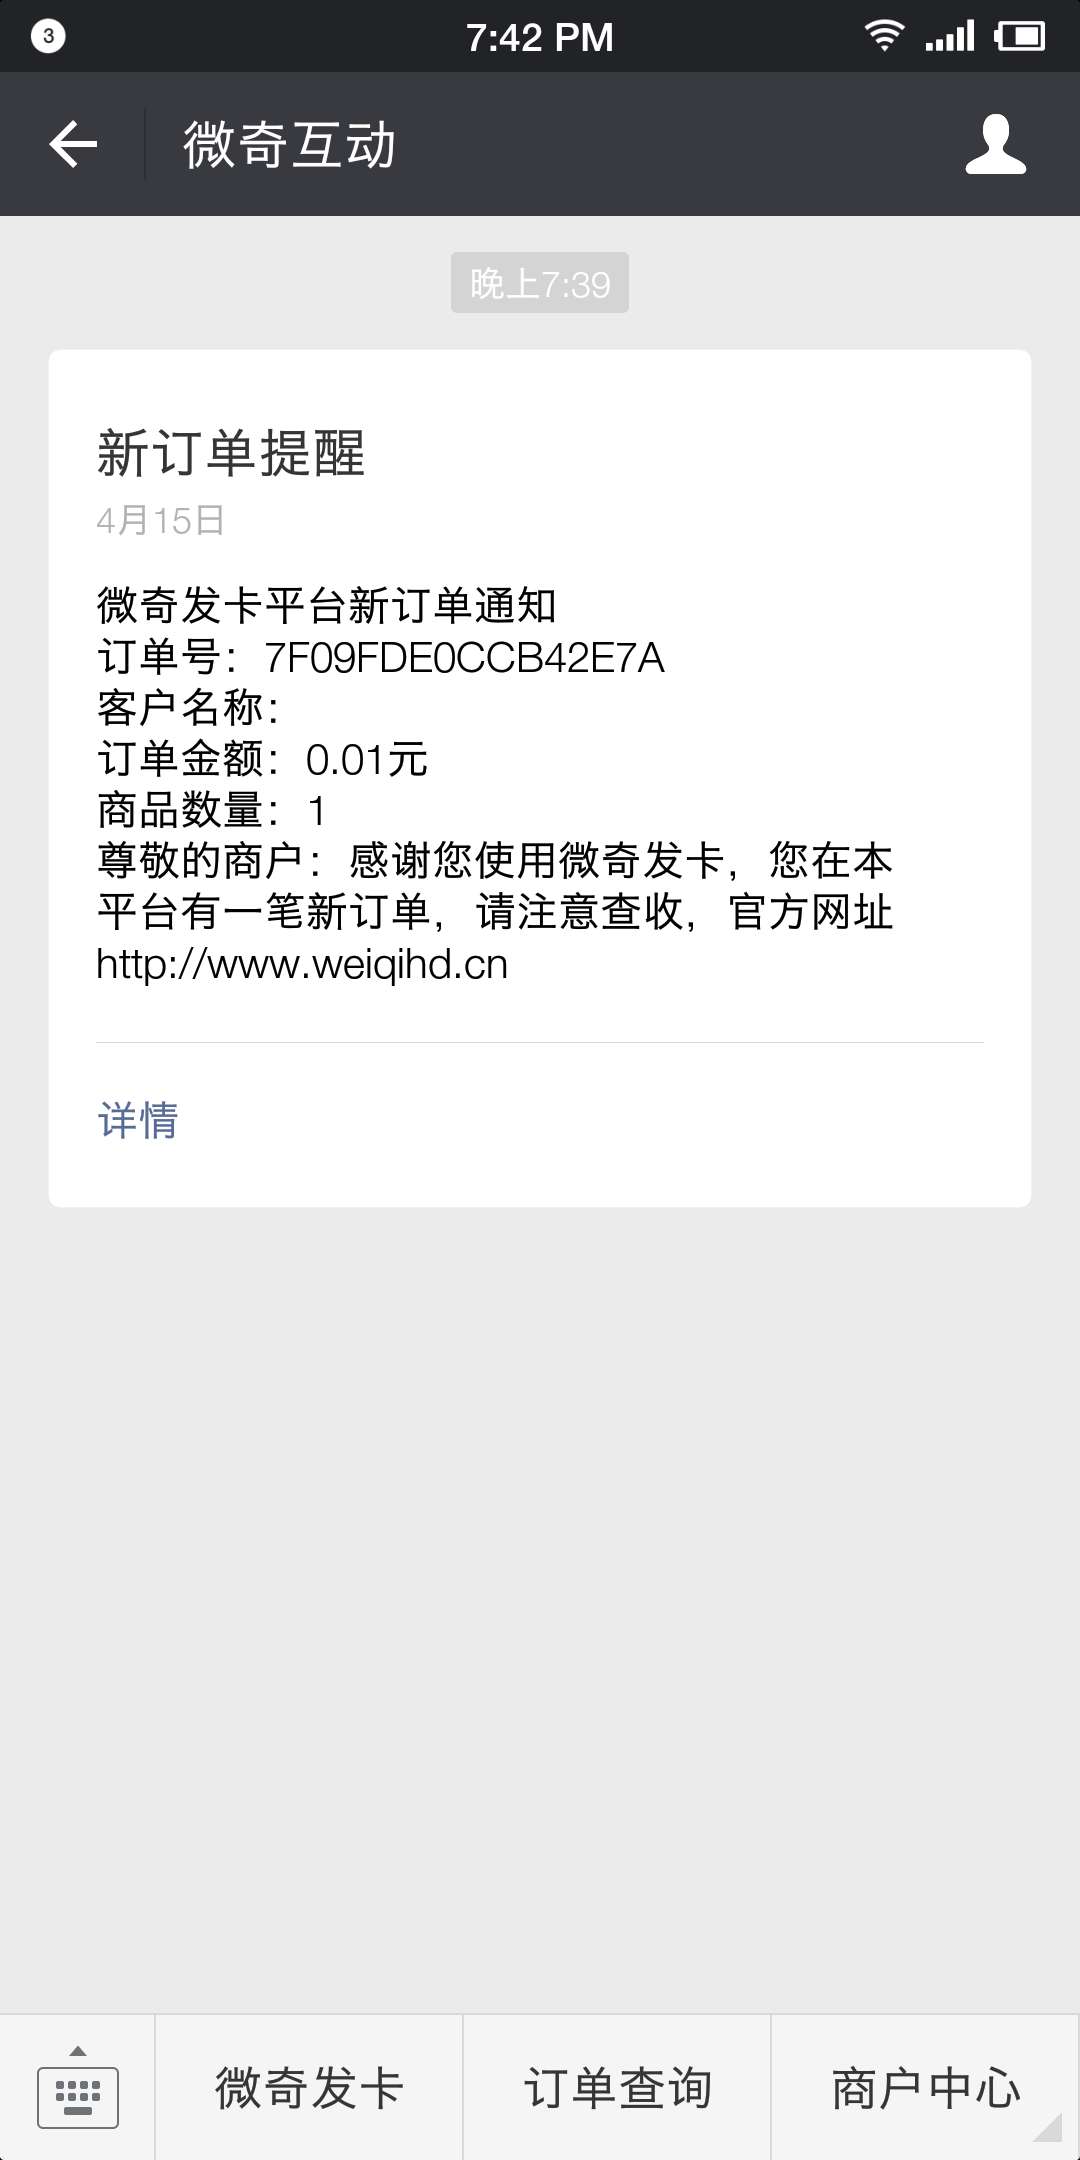 3
7:42 PM
微奇互动
晚上7:39
新订单提醒
4月15日
微奇发卡平台新订单通知
订单号：7F09FDE0CCB42E7A
客户名称：
订单金额：0.01元
商品数量：1
尊敬的商户：感谢您使用微奇发卡，您在本
平台有一笔新订单，请注意查收，官方网址
http://www.weiqihd.cn
详情
微奇发卡
订单查询
商户中心